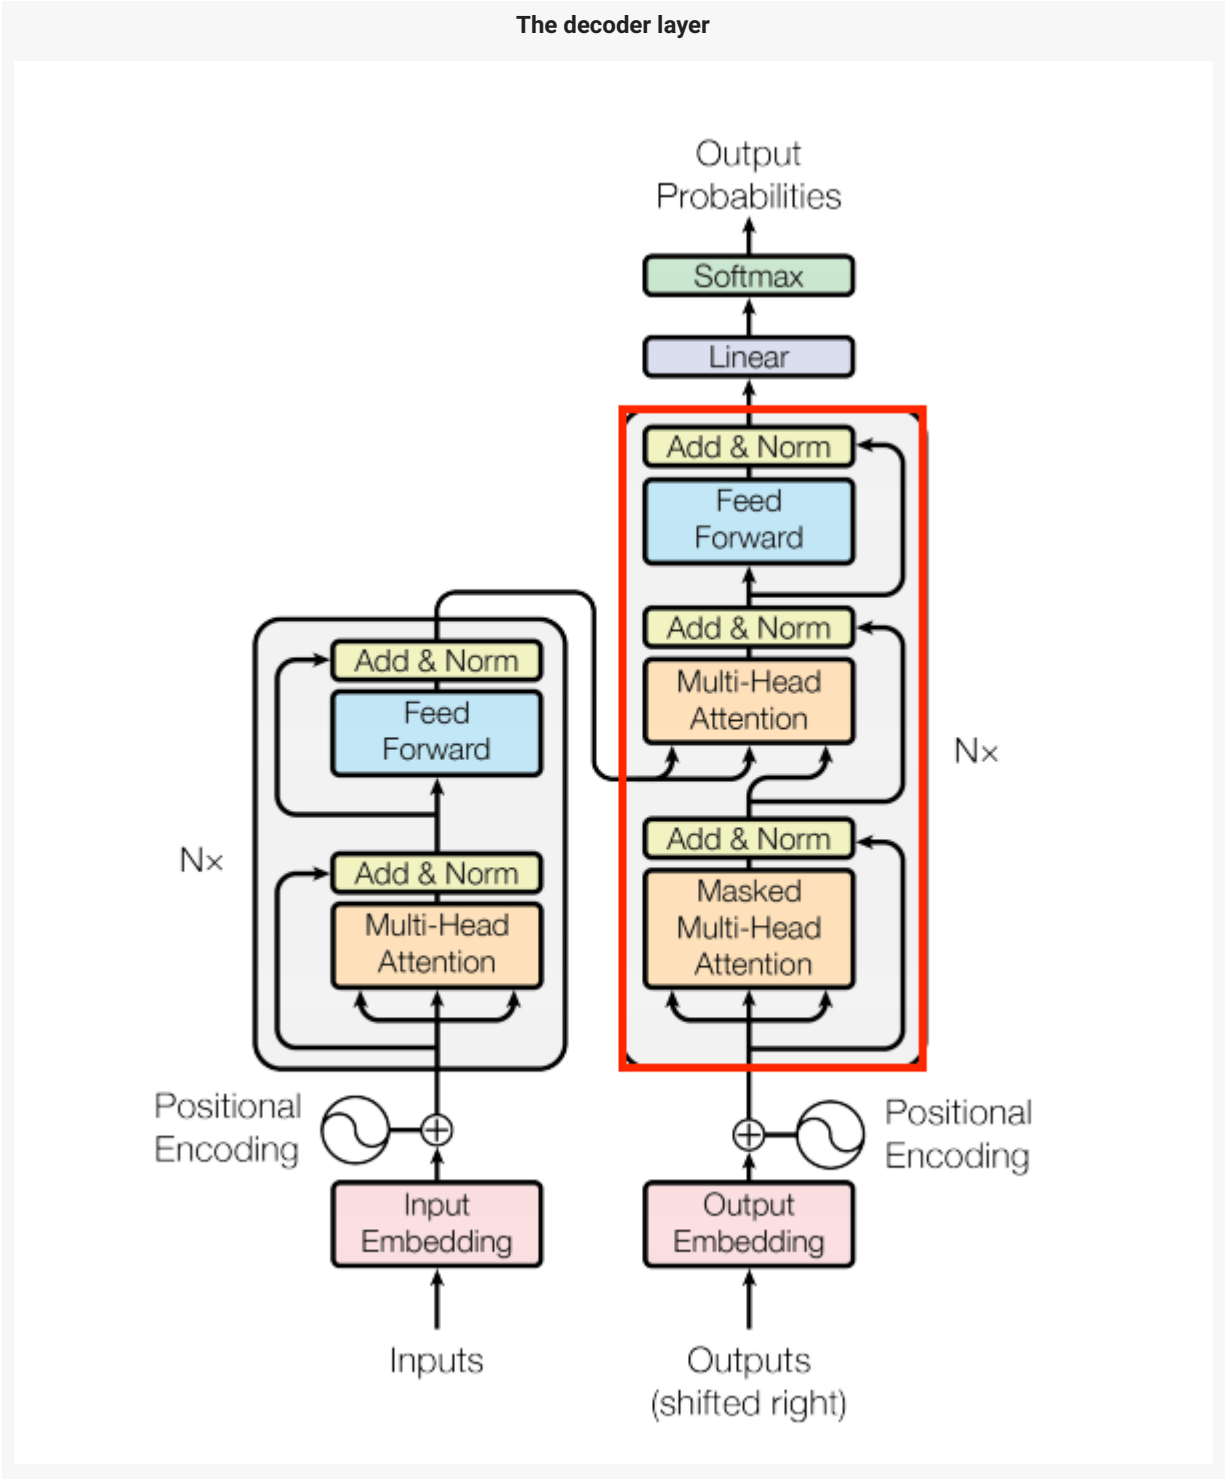 The decoder layer
Output
Probabilities
Softmax
Linear
Add & Norm
Feed
Forward
Add & Norm
Multi-Head
Attention
Add & Norm
Masked
Multi-Head
Attention
N×
Add & Norm
Feed
Forward
Add & Norm
Multi-Head
Attention
N×
Positional
Encoding
Positional
Encoding
Input
Embedding
Output
Embedding
Inputs
Outputs
(shifted right)